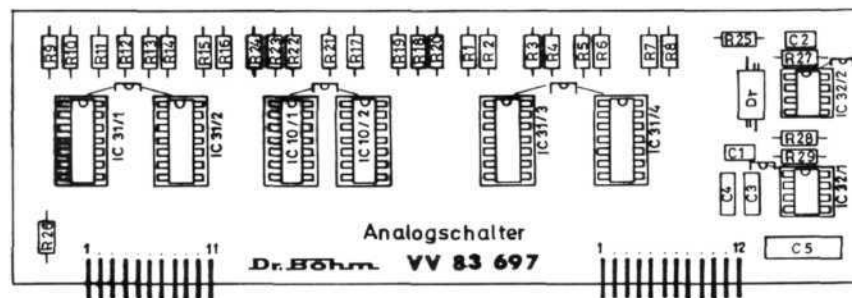 R9 R10 R11 R12 R13 R14 R15 R16 R24 R23 R22 R21 R17 R19 R18 R20 R1 R2 R3 R4 R5 R6 R7 R8 R25 C2
R27
IC 31/1 IC 31/2 IC 10/1 IC 10/2 IC 31/3 IC 31/4 Dr IC 32/2
R28
C1 R29
C4 C3 IC 32/1
R26 Analogschalter
1 11 Dr. Böhm VV 83 697 1 12 C5